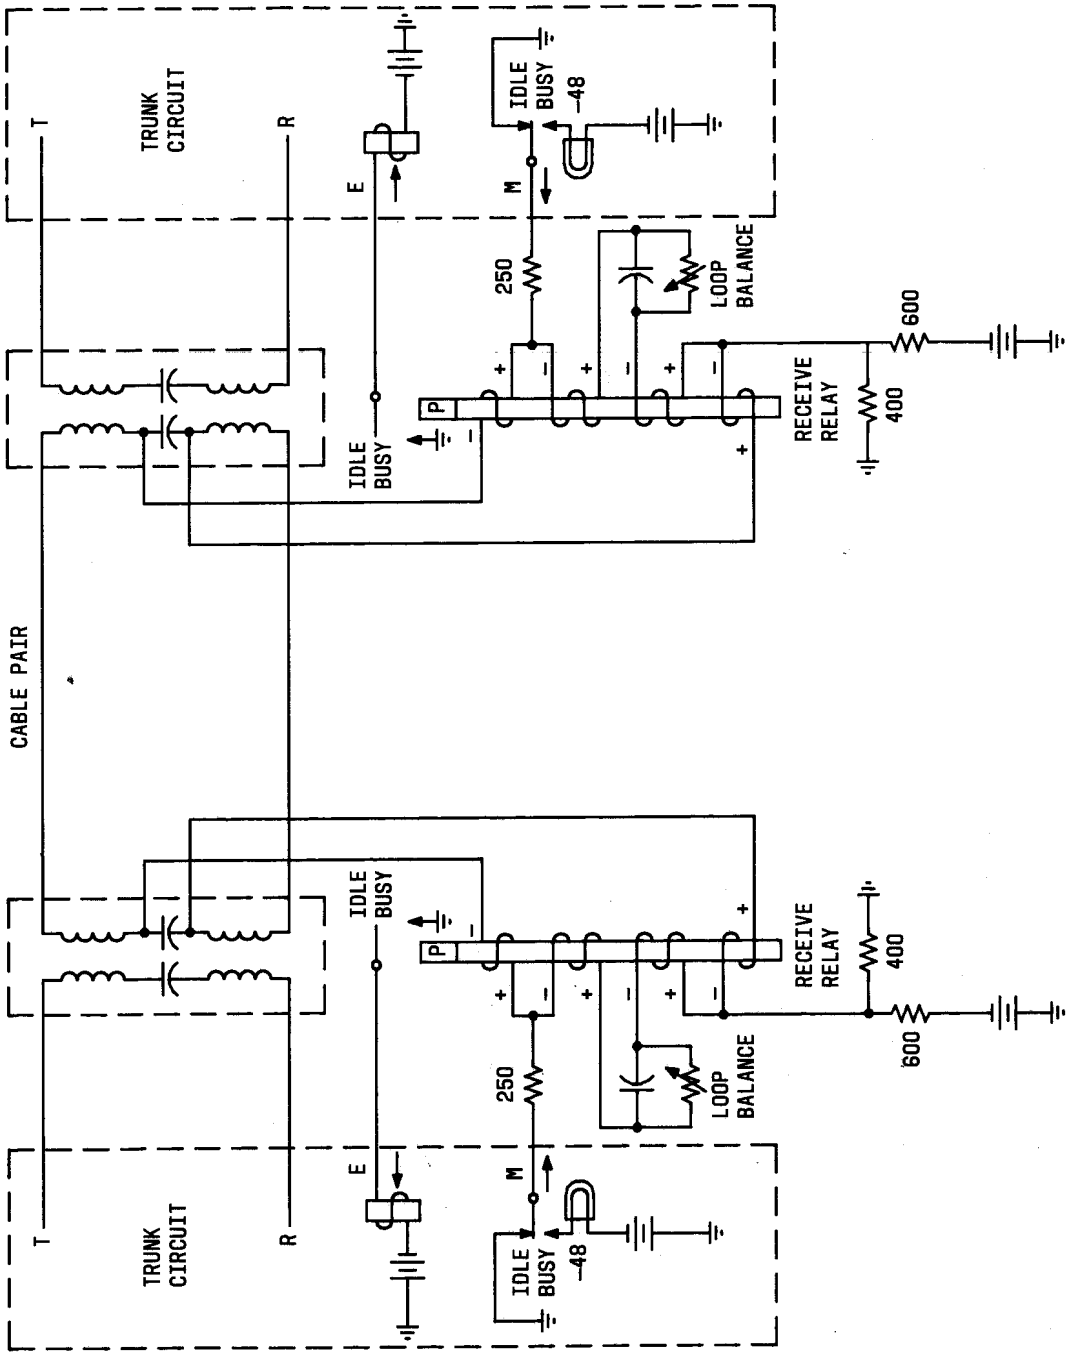 T
TRUNK
CIRCUIT
R
E
M
IDLE
BUSY
-48
250
+
-
+
-
+
-
P
-
+
LOOP
BALANCE
IDLE
BUSY
RECEIVE
RELAY
400
600
CABLE PAIR
IDLE
BUSY
P
-
+
RECEIVE
RELAY
400
600
+
-
+
-
+
-
250
LOOP
BALANCE
T
TRUNK
CIRCUIT
R
E
M
IDLE
BUSY
-48